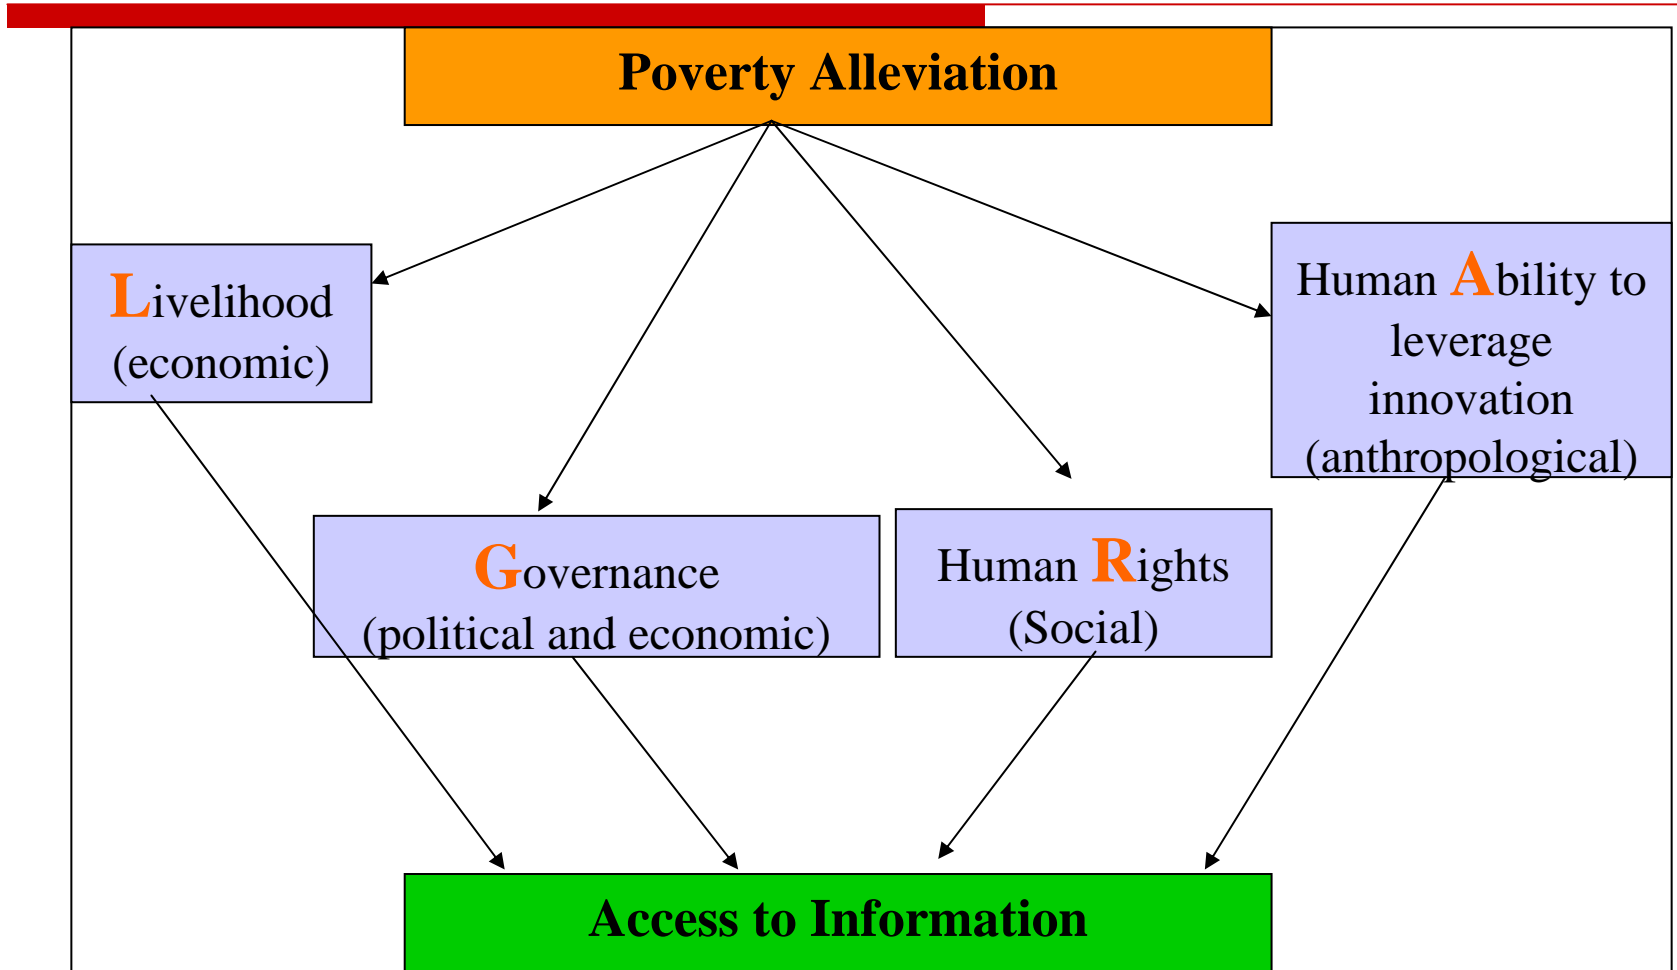 Poverty Alleviation
Livelihood
(economic)
Human Ability to
leverage
innovation
(anthropological)
Governance
(political and economic)
Human Rights
(Social)
Access to Information